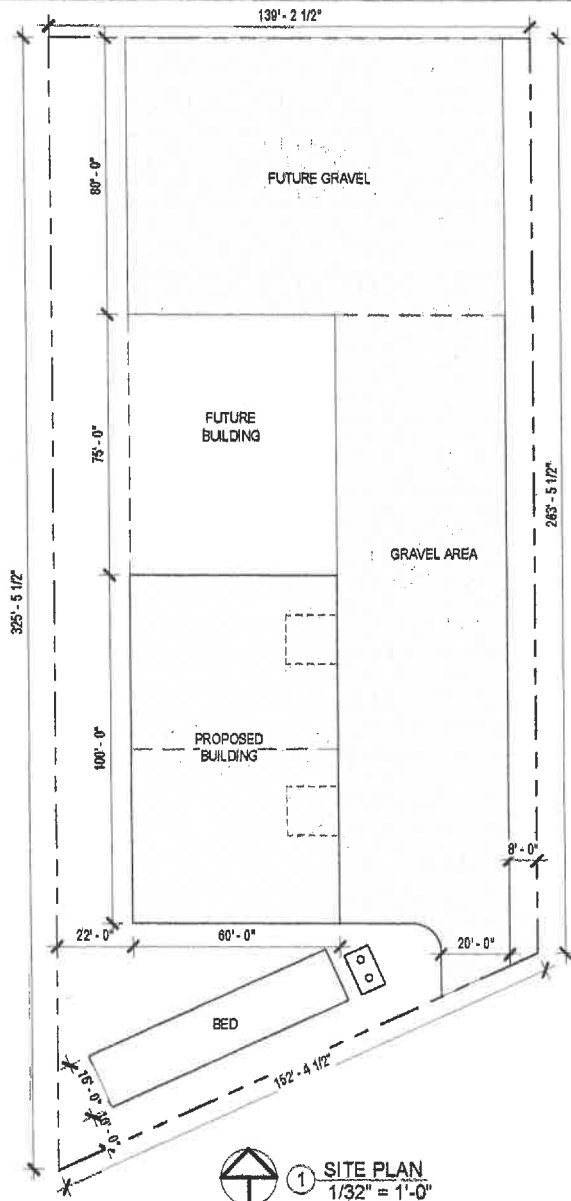 139'- 2 1/2"
80'- 0"
FUTURE GRAVEL
75'- 0"
FUTURE
BUILDING
GRAVEL AREA
263'- 5 1/2"
325'- 5 1/2"
100'- 0"
PROPOSED
BUILDING
8'- 0"
22'- 0"
60'- 0"
20'- 0"
BED
152'- 4 1/2"
1
SITE PLAN
1/32" = 1'-0"